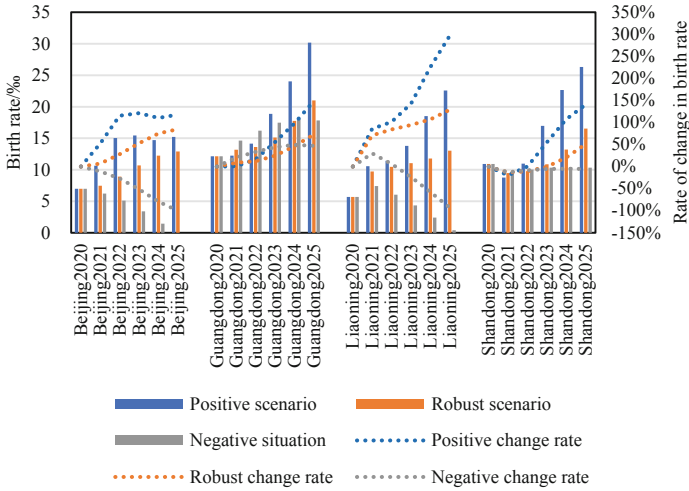 35
30
25
20
15
10
5
0
Birth rate/‰
350%
300%
250%
200%
150%
100%
50%
0%
-50%
-100%
-150%
Rate of change in birth rate
Beijing2020
Beijing2021
Beijing2022
Beijing2023
Beijing2024
Beijing2025
Guangdong2020
Guangdong2021
Guangdong2022
Guangdong2023
Guangdong2024
Guangdong2025
Liaoning2020
Liaoning2021
Liaoning2022
Liaoning2023
Liaoning2024
Liaoning2025
Shandong2020
Shandong2021
Shandong2022
Shandong2023
Shandong2024
Shandong2025
Positive scenario
Robust scenario
Negative situation
Positive change rate
Robust change rate
Negative change rate